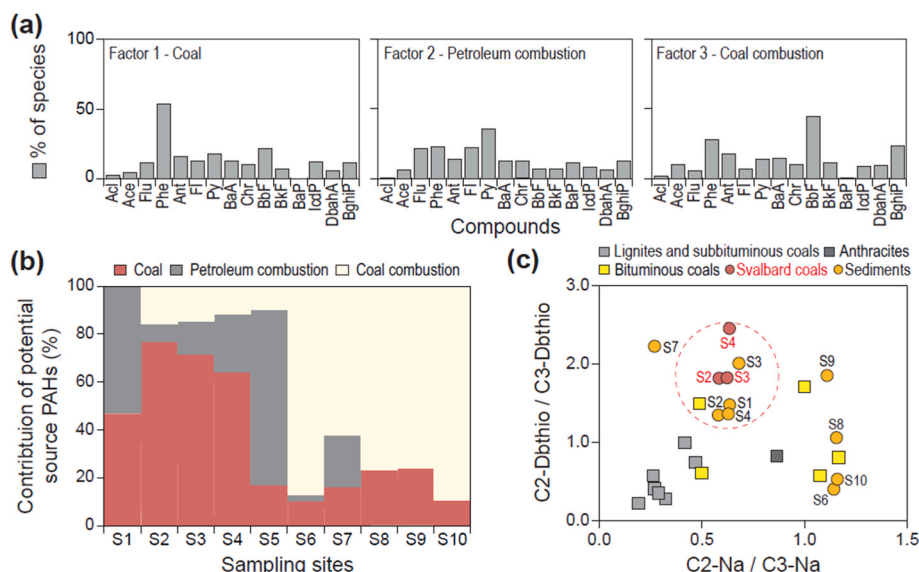 (a)
100
50
0
% of species
Factor 1 - Coal
Factor 2 - Petroleum combustion
Factor 3 - Coal combustion
Acl Ace Flu Phe Ant Fl Py BaA Chr BbF BkF BaP IcdP DbahA BghiP
Acl Ace Flu Phe Ant Fl Py BaA Chr BbF BkF BaP IcdP DbahA BghiP
Acl Ace Flu Phe Ant Fl Py BaA Chr BbF BkF BaP IcdP DbahA BghiP
Compounds
(b)
Coal Petroleum combustion Coal combustion
Contribtuion of potential
source PAHs (%)
100
80
60
40
20
0
S1 S2 S3 S4 S5 S6 S7 S8 S9 S10
Sampling sites
(c)
Lignites and subbituminous coals Anthracites
Bituminous coals Svalbard coals Sediments
C2-Dbthio / C3-Dbthio
3.0
2.0
1.0
0.0
S4
S7
S3
S9
S2 S3
S2 S1
S4
S8
S10
S6
0.0 0.5 1.0 1.5
C2-Na / C3-Na